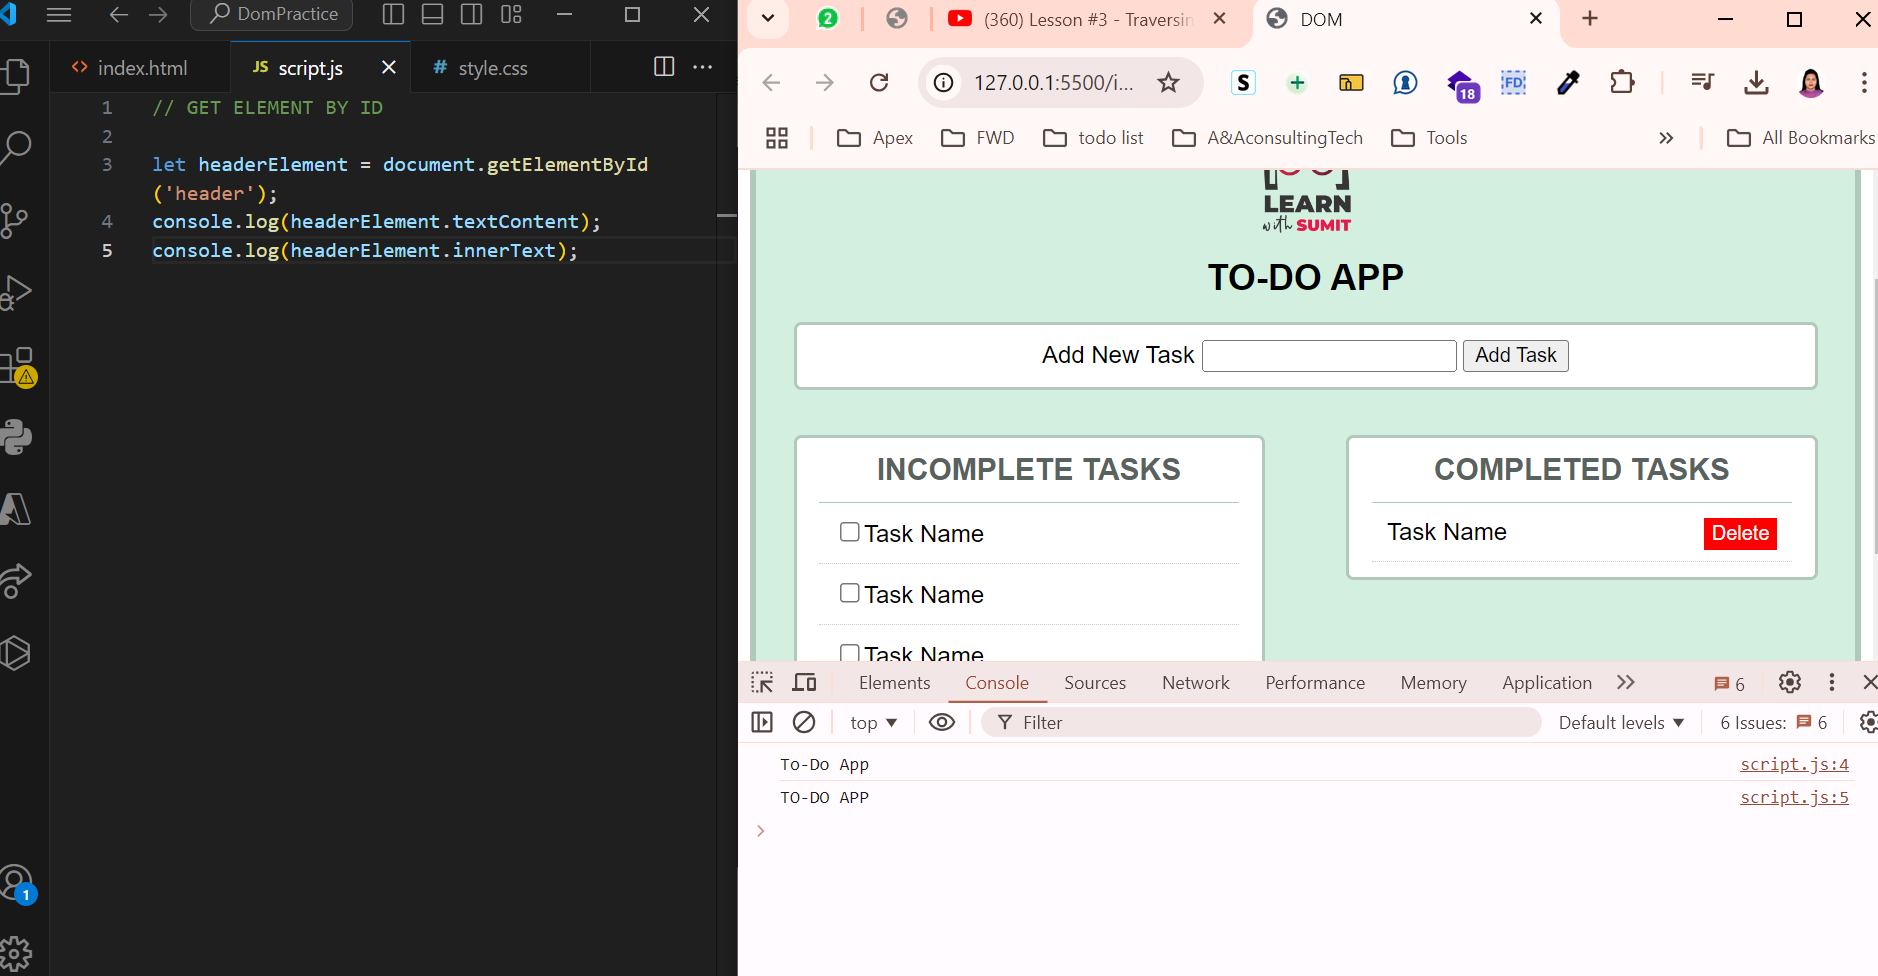 DomPractice
index.html
JS script.js
# style.css
1 // GET ELEMENT BY ID
2
3 let headerElement = document.getElementById
('header');
4 console.log(headerElement.textContent);
5 console.log(headerElement.innerText);
1
2
(360) Lesson #3 - Traversin
DOM
127.0.0.1:5500/i...
S
18
FD
Apex
FWD
todo list
A&AconsultingTech
Tools
All Bookmarks
LEARN
with SUMIT
TO-DO APP
Add New Task
Add Task
INCOMPLETE TASKS
Task Name
Task Name
Task Name
COMPLETED TASKS
Task Name
Delete
Elements
Console
Sources
Network
Performance
Memory
Application
6
top
Filter
Default levels
6 Issues: 6
To-Do App script.js:4
TO-DO APP script.js:5